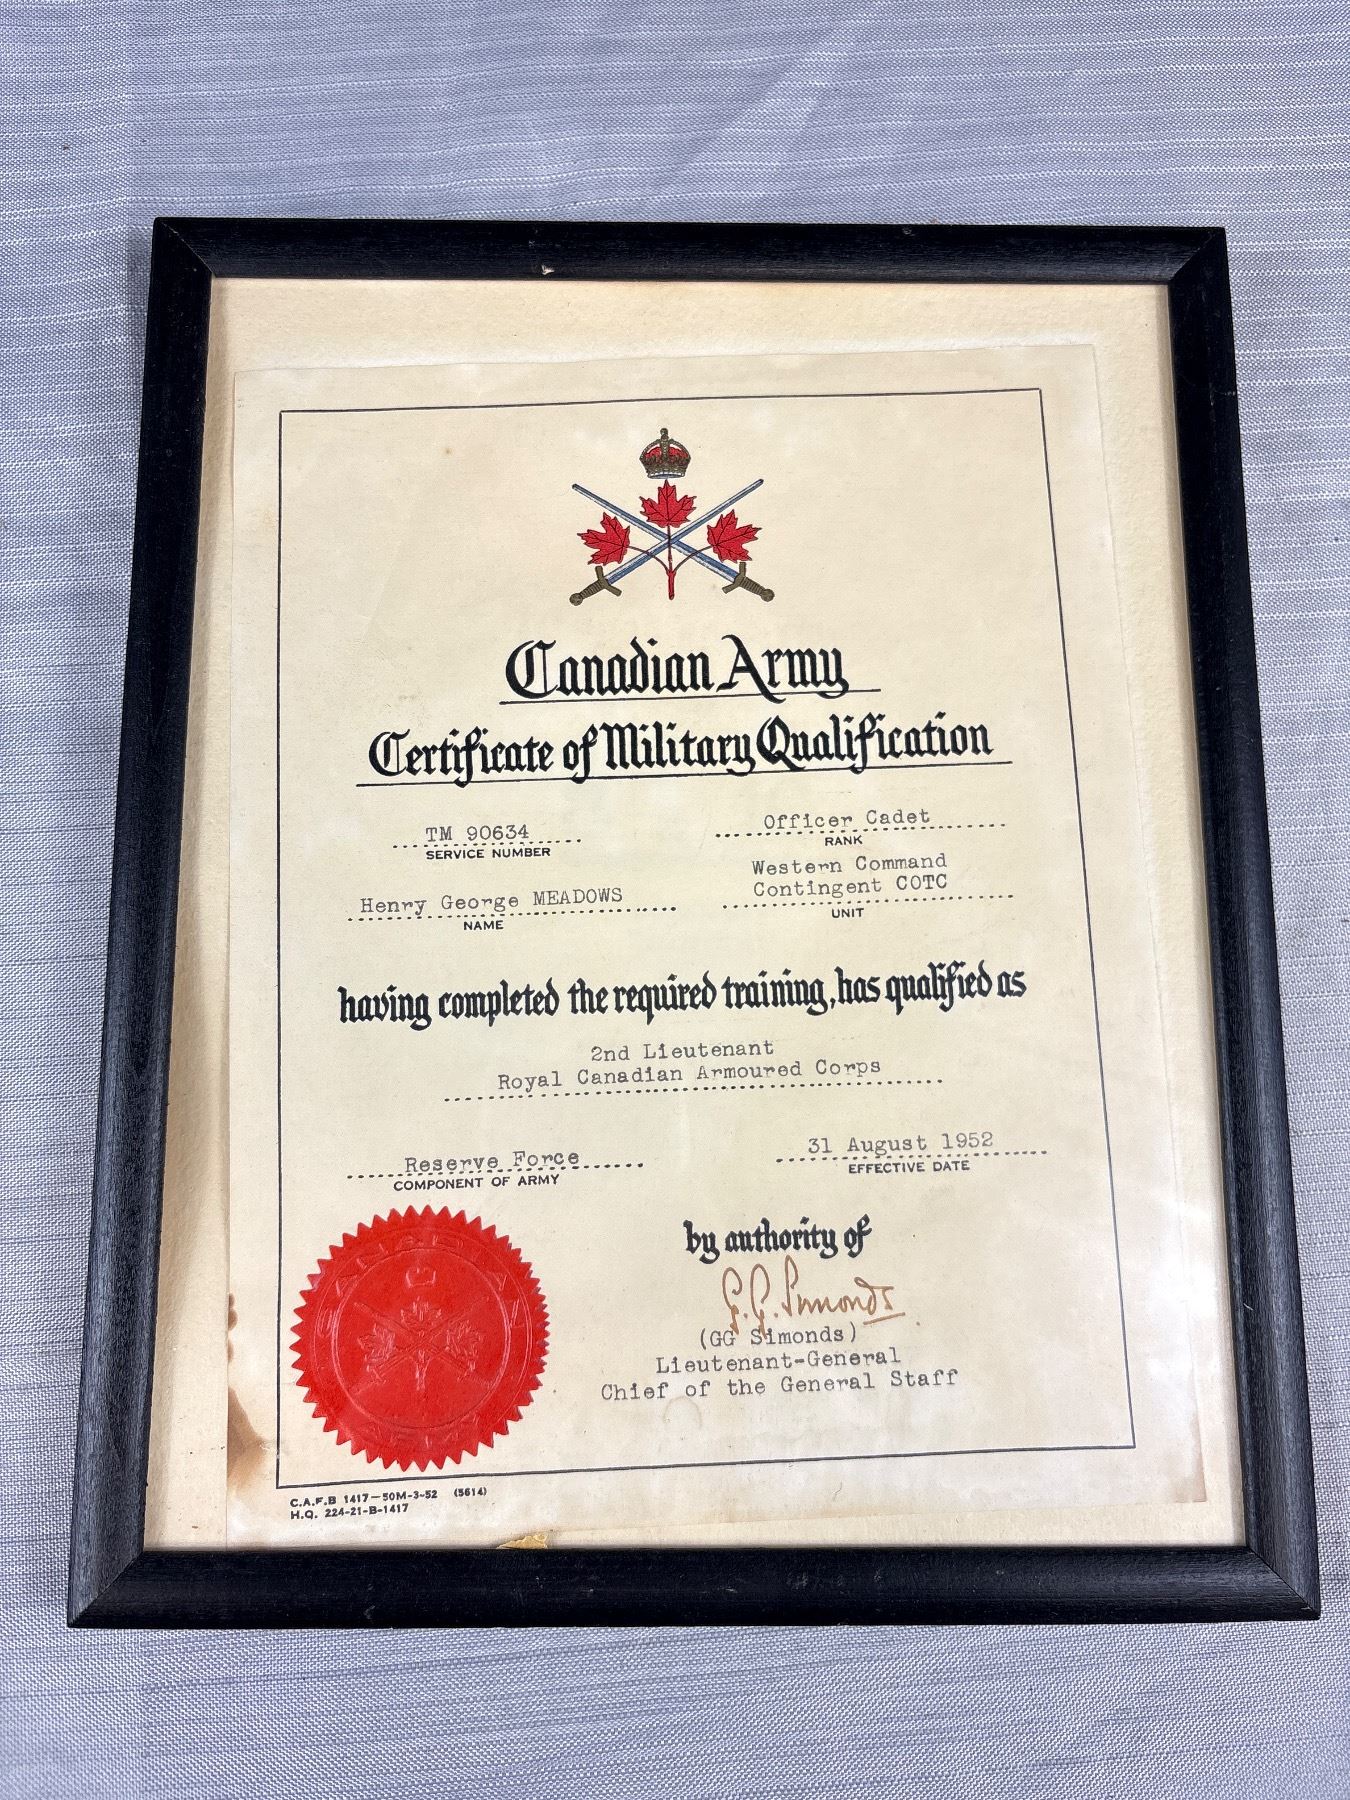 Canadian Army
Certificate of Military Qualification
TM 90634
SERVICE NUMBER
Officer Cadet
RANK
Henry George MEADOWS
NAME
Western Command
Contingent COTC
UNIT
having completed the required training, has qualified as
2nd Lieutenant
Royal Canadian Armoured Corps
Reserve Force
COMPONENT OF ARMY
31 August 1952
EFFECTIVE DATE
by authority of
G.G. Simonds
(GG Simonds)
Lieutenant-General
Chief of the General Staff
C.A.F.B 1417—50M-3-52 (5614)
H.Q. 224-21-B-1417